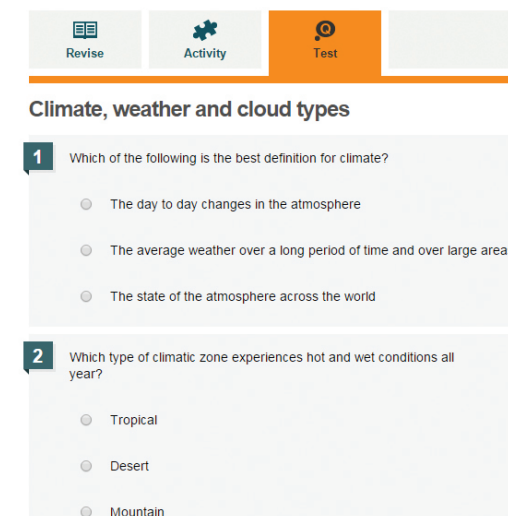 Revise
Activity
Test
Climate, weather and cloud types
1
Which of the following is the best definition for climate?
The day to day changes in the atmosphere
The average weather over a long period of time and over large area
The state of the atmosphere across the world
2
Which type of climatic zone experiences hot and wet conditions all
year?
Tropical
Desert
Mountain